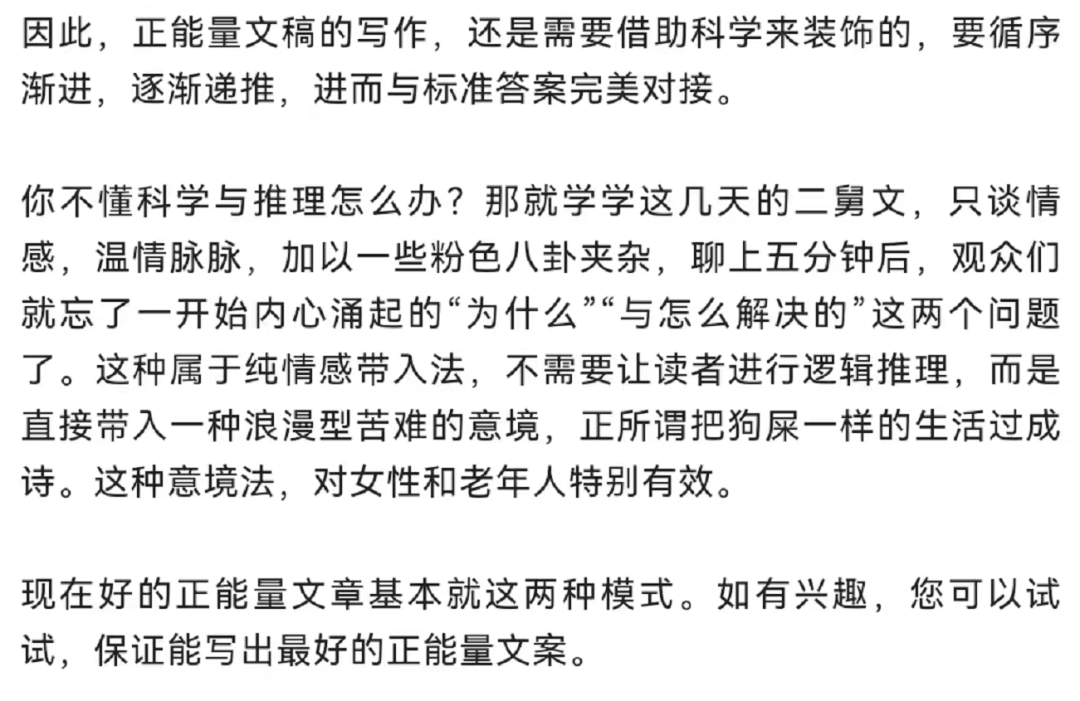 因此，正能量文稿的写作，还是需要借助科学来装饰的，要循序
渐进，逐渐递推，进而与标准答案完美对接。
你不懂科学与推理怎么办？那就学学这几天的二舅文，只谈情
感，温情脉脉，加以一些粉色八卦夹杂，聊上五分钟后，观众们
就忘了一开始内心涌起的“为什么”“与怎么解决的”这两个问题
了。这种属于纯情感带入法，不需要让读者进行逻辑推理，而是
直接带入一种浪漫型苦难的意境，正所谓把狗屎一样的生活过成
诗。这种意境法，对女性和老年人特别有效。
现在好的正能量文章基本就这两种模式。如有兴趣，您可以试
试，保证能写出最好的正能量文案。